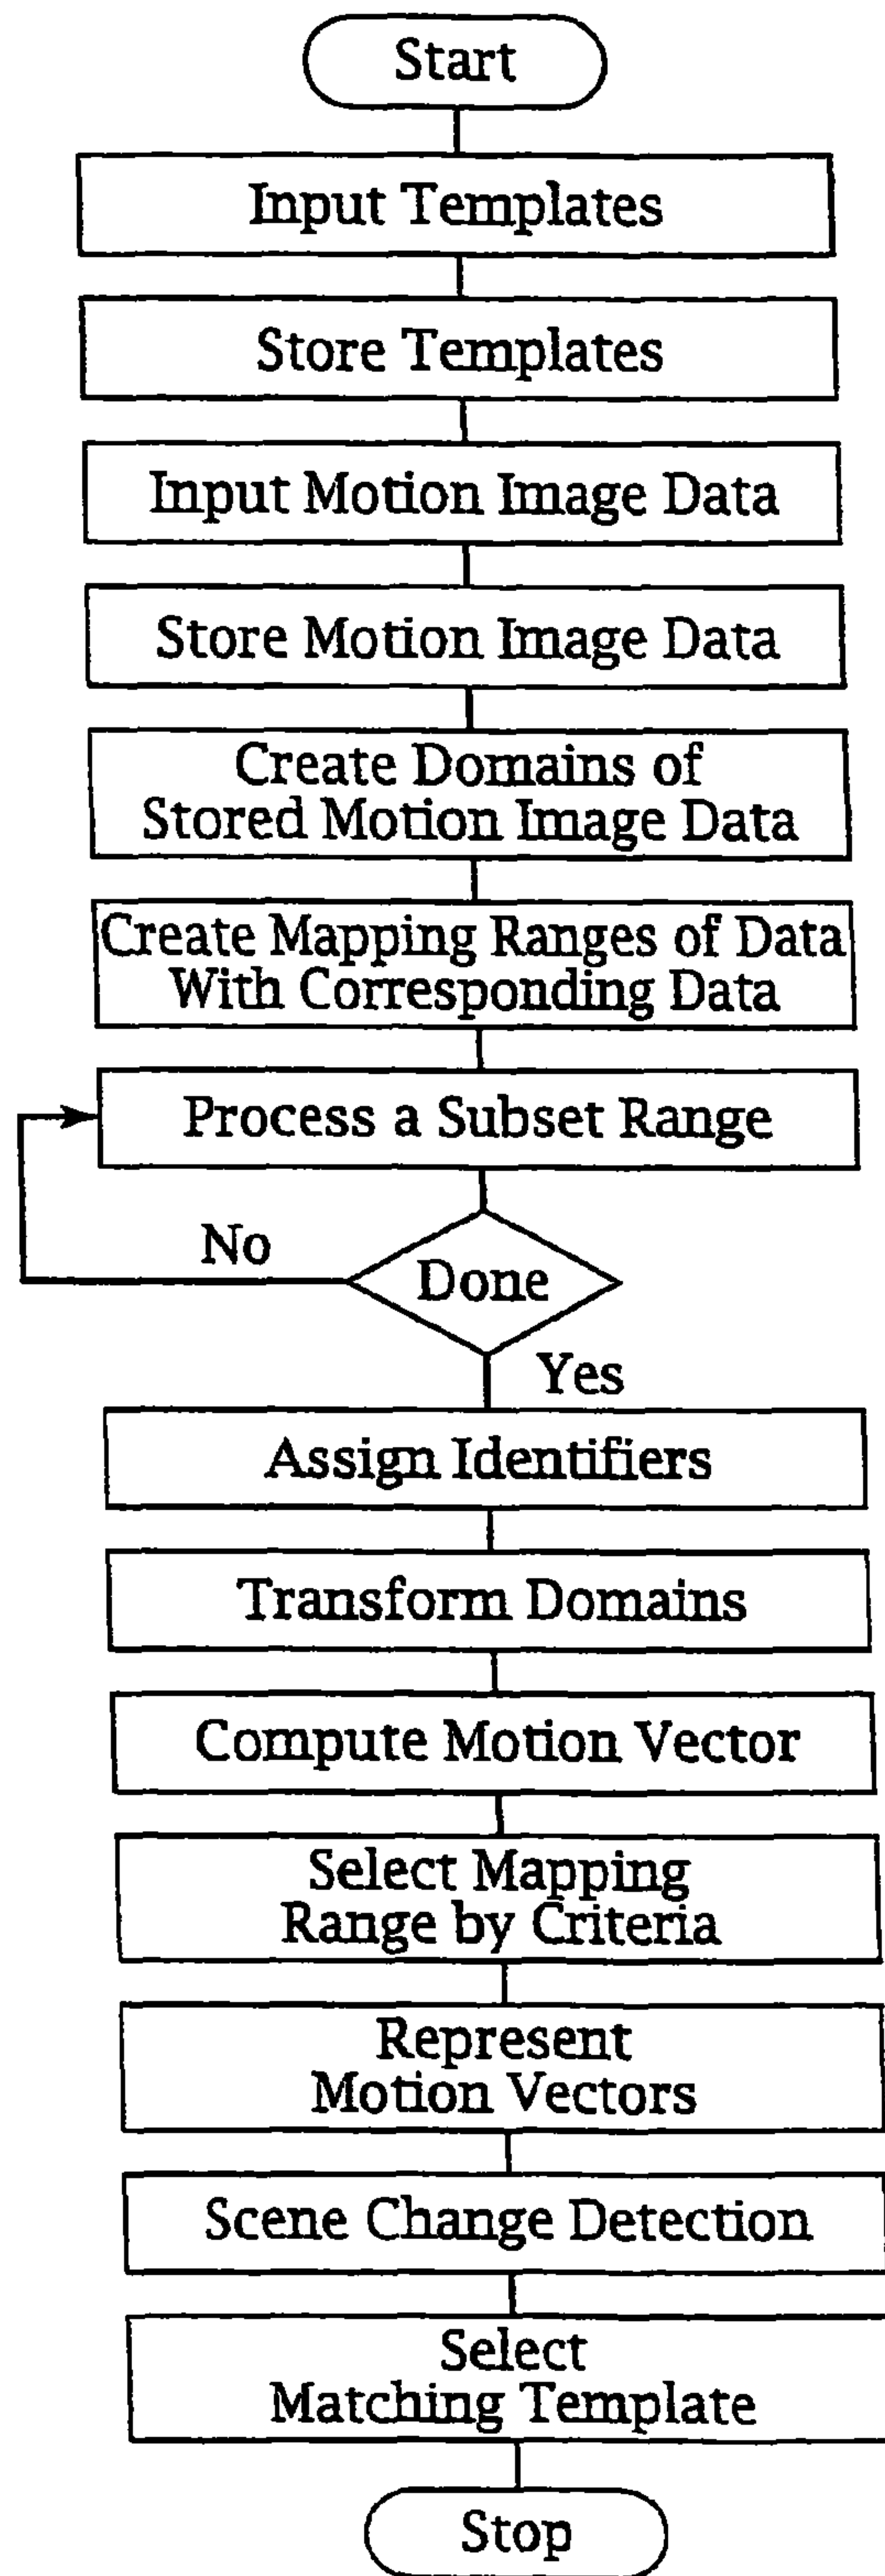 Start
Input Templates
Store Templates
Input Motion Image Data
Store Motion Image Data
Create Domains of
Stored Motion Image Data
Create Mapping Ranges of Data
With Corresponding Data
Process a Subset Range
No
Done
Yes
Assign Identifiers
Transform Domains
Compute Motion Vector
Select Mapping
Range by Criteria
Represent
Motion Vectors
Scene Change Detection
Select
Matching Template
Stop